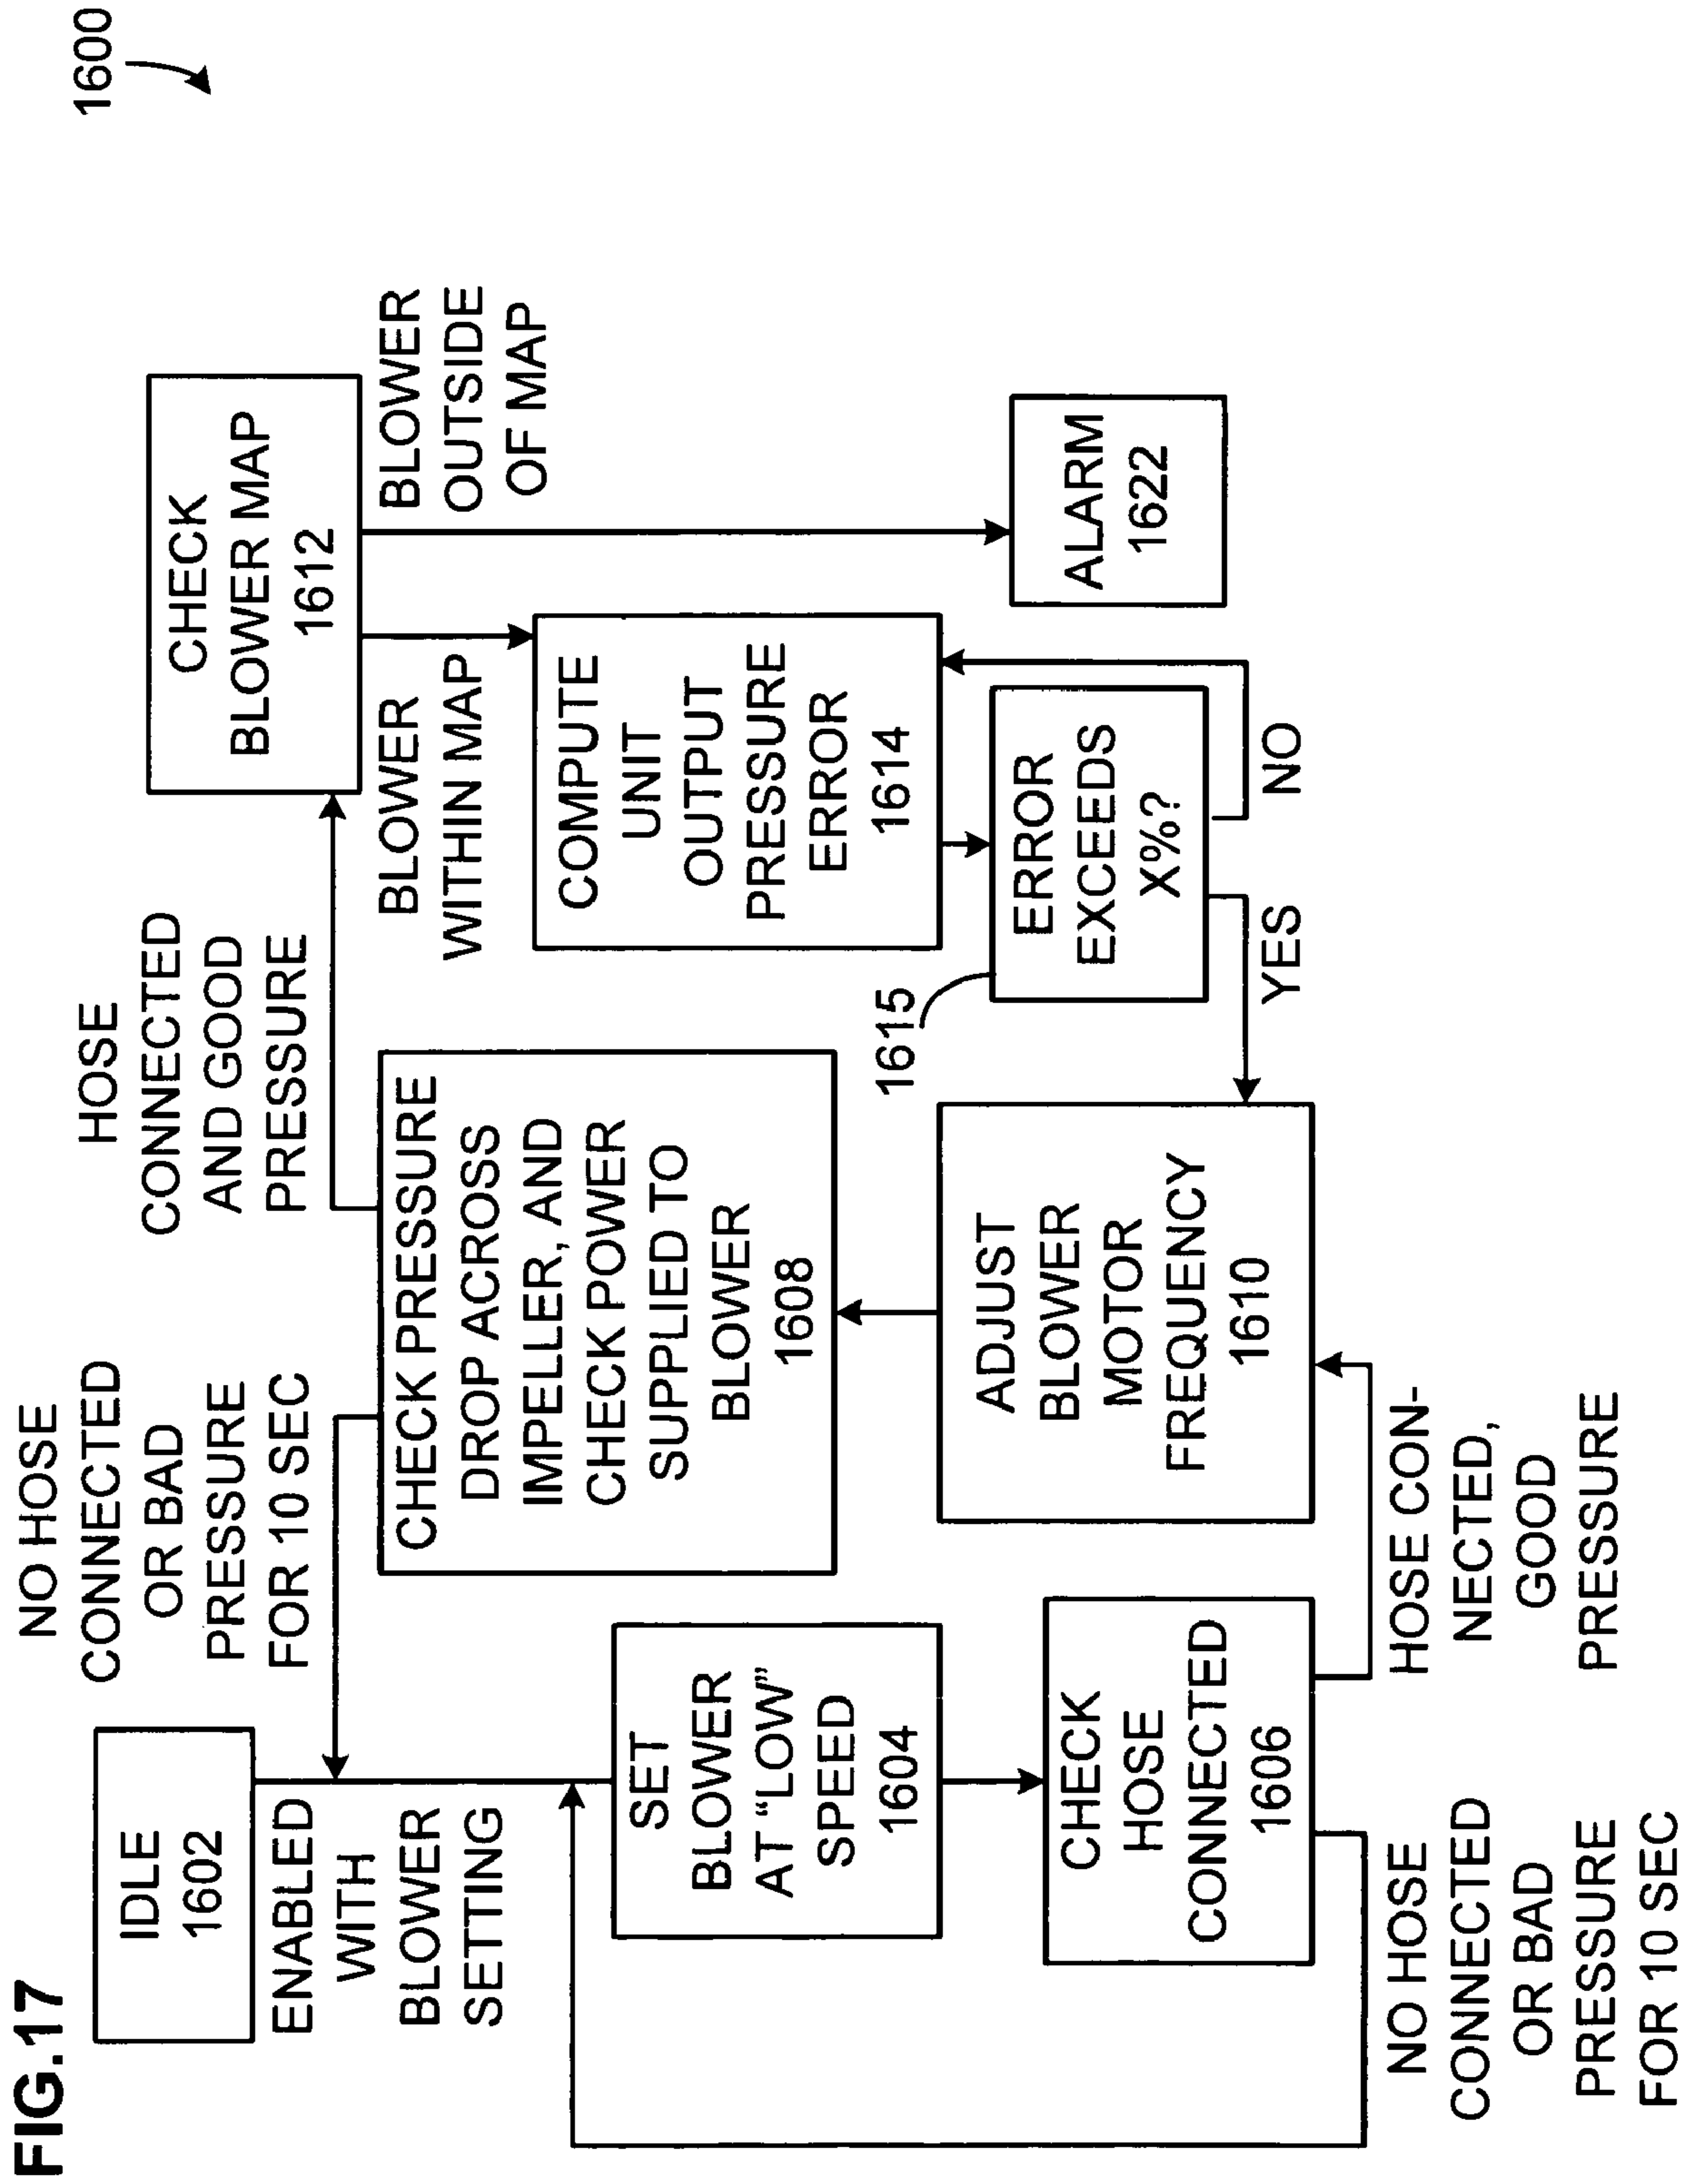 FIG.17
1600
IDLE
1602
ENABLED
WITH
BLOWER
SETTING
NO HOSE
CONNECTED
OR BAD
PRESSURE
FOR 10 SEC
HOSE
CONNECTED
AND GOOD
PRESSURE
CHECK
BLOWER MAP
1612
SET
BLOWER
AT "LOW"
SPEED
1604
CHECK PRESSURE
DROP ACROSS
IMPELLER, AND
CHECK POWER
SUPPLIED TO
BLOWER
1608
BLOWER
WITHIN MAP
BLOWER
OUTSIDE
OF MAP
COMPUTE
UNIT
OUTPUT
PRESSURE
ERROR
1614
CHECK
HOSE
CONNECTED
1606
ADJUST
BLOWER
MOTOR
FREQUENCY
1610
1615
ERROR
EXCEEDS
X%?
ALARM
1622
YES
NO
NO HOSE
CONNECTED
OR BAD
PRESSURE
FOR 10 SEC
HOSE CON-
NECTED,
GOOD
PRESSURE